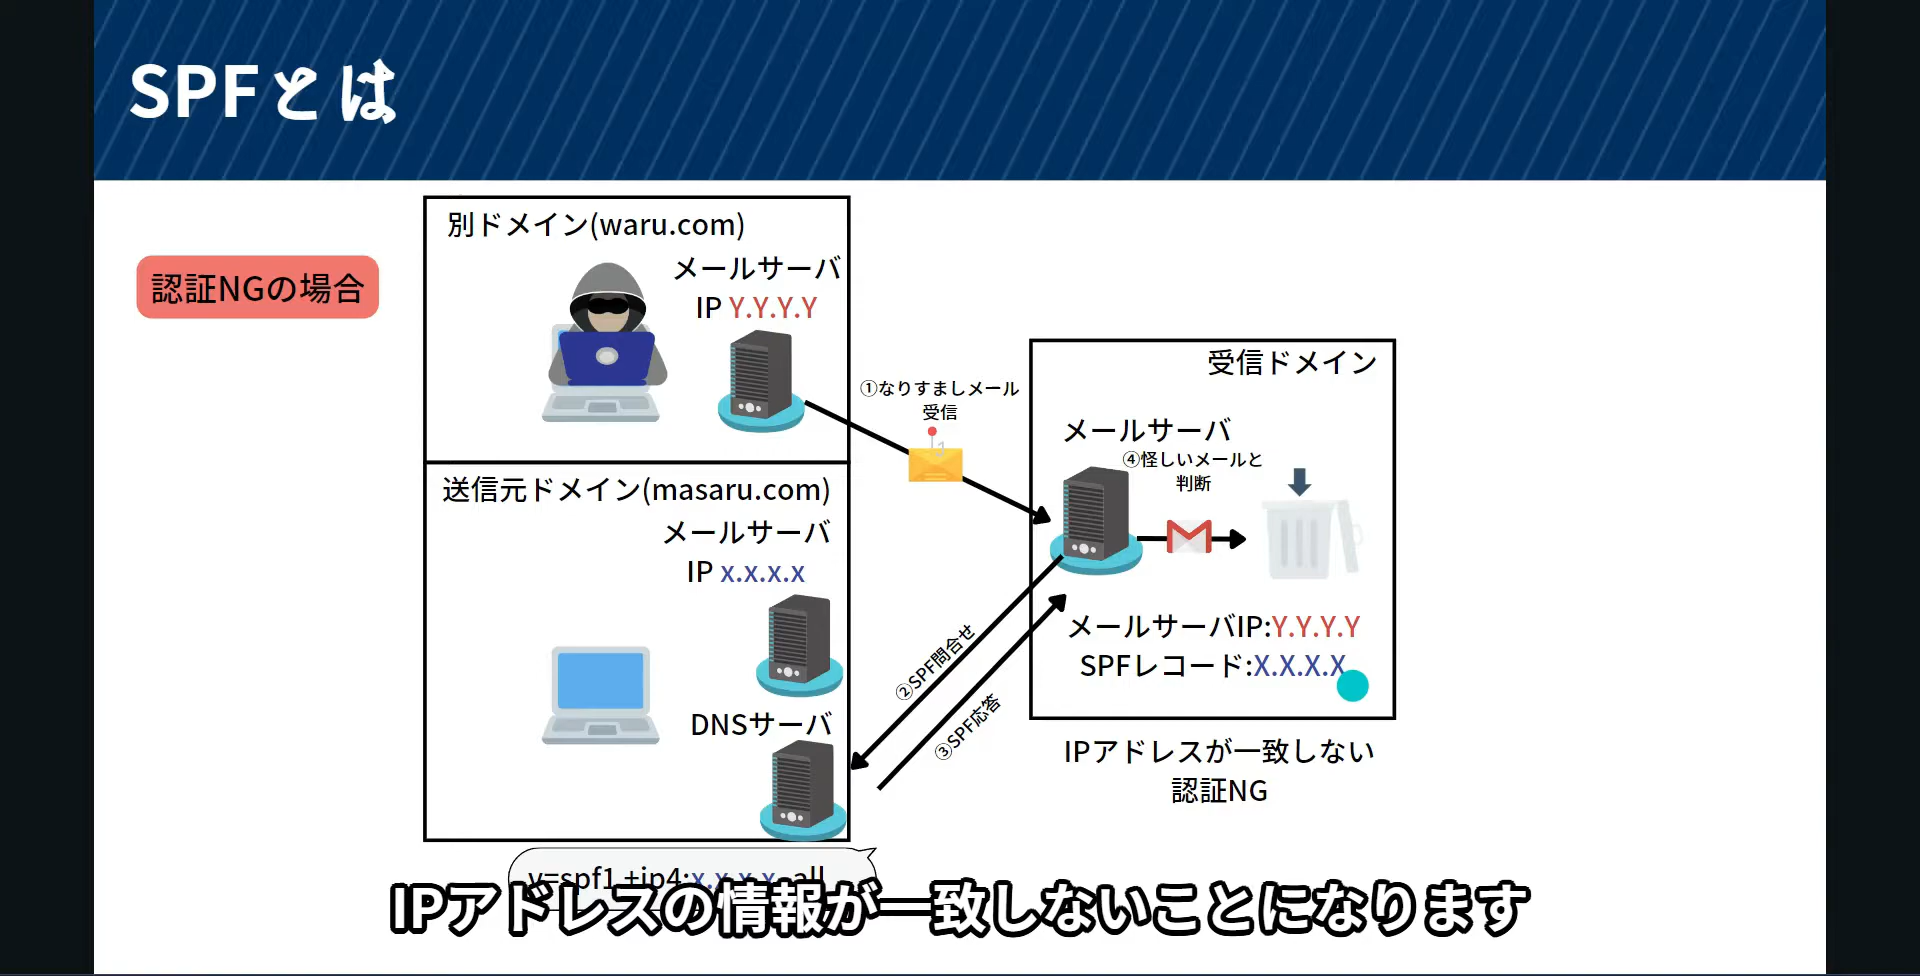 SPFとは
認証NGの場合
別ドメイン(waru.com)
メールサーバ
IP Y.Y.Y.Y
①なりすましメール
受信
受信ドメイン
メールサーバ
④怪しいメールと
判断
送信元ドメイン(masaru.com)
メールサーバ
IP x.x.x.x
②SPF問合せ
③SPF応答
DNSサーバ
メールサーバIP:Y.Y.Y.Y
SPFレコード:X.X.X.X
IPアドレスが一致しない
認証NG
v=spf1 +ip4:x.x.x.x -all
IPアドレスの情報が一致しないことになります